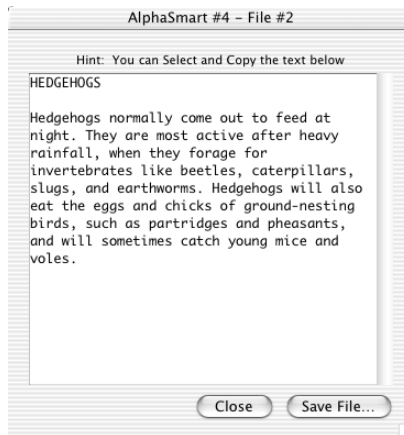 AlphaSmart #4 – File #2
Hint: You can Select and Copy the text below
HEDGEHOGS
Hedgehogs normally come out to feed at
night. They are most active after heavy
rainfall, when they forage for
invertebrates like beetles, caterpillars,
slugs, and earthworms. Hedgehogs will also
eat the eggs and chicks of ground-nesting
birds, such as partridges and pheasants,
and will sometimes catch young mice and
voles.
Close
Save File...